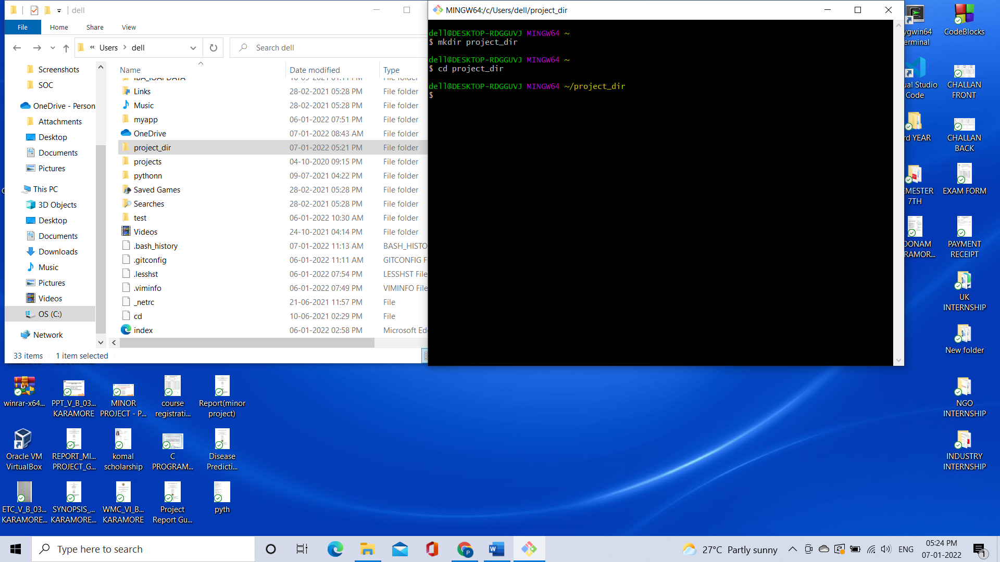 dell
File
Home
Share
View
« Users > dell
Search dell
Screenshots
SOC
OneDrive - Person
Attachments
Desktop
Documents
Pictures
This PC
3D Objects
Desktop
Documents
Downloads
Music
Pictures
Videos
OS (C:)
Network
Name Date modified Type
Links 28-02-2021 05:28 PM File folder
Music 28-02-2021 05:28 PM File folder
myapp 06-01-2022 07:51 PM File folder
OneDrive 07-01-2022 08:43 AM File folder
project_dir 07-01-2022 05:21 PM File folder
projects 04-10-2020 09:15 PM File folder
pythonn 09-07-2021 04:22 PM File folder
Saved Games 28-02-2021 05:28 PM File folder
Searches 28-02-2021 05:28 PM File folder
test 06-01-2022 10:30 AM File folder
Videos 24-10-2021 04:14 PM File folder
.bash_history 07-01-2022 11:13 AM BASH_HISTO
.gitconfig 06-01-2022 11:11 AM GITCONFIG F
.lesshst 06-01-2022 07:54 PM LESSHST File
.viminfo 06-01-2022 07:49 PM VIMINFO File
_netrc 21-06-2021 11:57 PM File
cd 10-06-2021 02:29 PM File
index 06-01-2022 02:58 PM Microsoft Ed
33 items 1 item selected
MINGW64:/c/Users/dell/project_dir
dell@DESKTOP-RDGGUVJ MINGW64 ~
$ mkdir project_dir
dell@DESKTOP-RDGGUVJ MINGW64 ~
$ cd project_dir
dell@DESKTOP-RDGGUVJ MINGW64 ~/project_dir
$
ygwin64
erminal
CodeBlocks
ual Studio
Code
CHALLAN
FRONT
rd YEAR
CHALLAN
BACK
EMESTER
7TH
EXAM FORM
OONAM
RAMOR...
PAYMENT
RECEIPT
UK
INTERNSHIP
New folder
NGO
INTERNSHIP
INDUSTRY
INTERNSHIP
winrar-x64...
PPT_V_B_03...
KARAMORE
MINOR
PROJECT - P...
course
registrati...
Report(minor
project)
Oracle VM
VirtualBox
REPORT_MI...
PROJECT_G...
komal
scholarship
C
PROGRAM...
Disease
Predicti...
ETC_V_B_03...
KARAMORE...
SYNOPSIS_...
KARAMORE...
WMC_VI_B...
KARAMORE
Project
Report Gu...
pyth
Type here to search
27°C Partly sunny
ENG
05:24 PM
07-01-2022
1